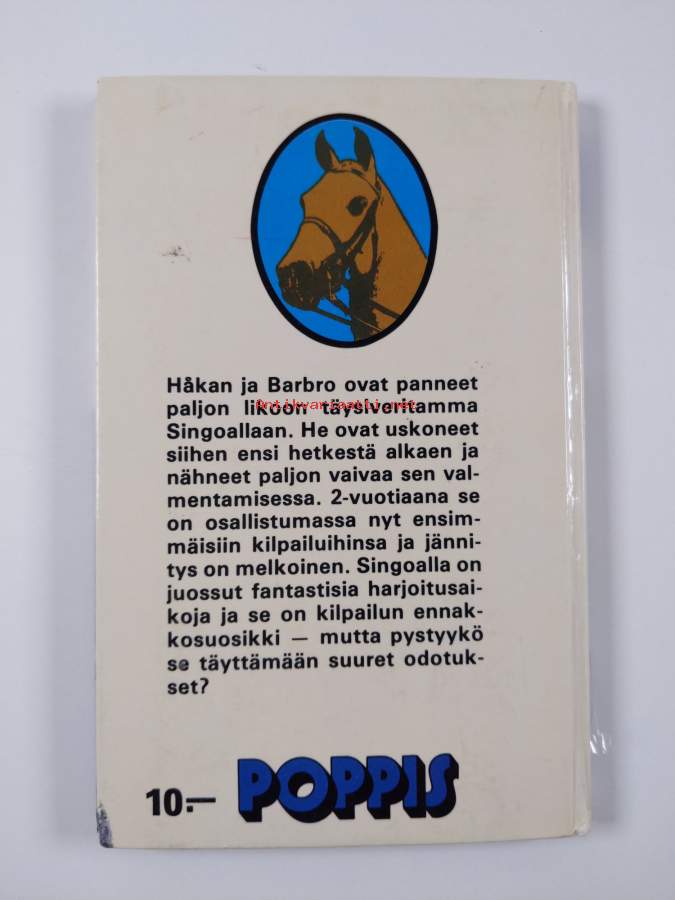 Håkan ja Barbro ovat panneet
paljon likoon täysiveritamma
Antikvariaatti.net
Singoallaan. He ovat uskoneet
siihen ensi hetkestä alkaen ja
nähneet paljon vaivaa sen val-
mentamisessa. 2-vuotiaana se
on osallistumassa nyt ensim-
mäisiin kilpailuihinsa ja jänni-
tys on melkoinen. Singoalla on
juossut fantastisia harjoitusai-
koja ja se on kilpailun ennak-
kosuosikki — mutta pystyykö
se täyttämään suuret odotuk-
set?
10:— POPPIS